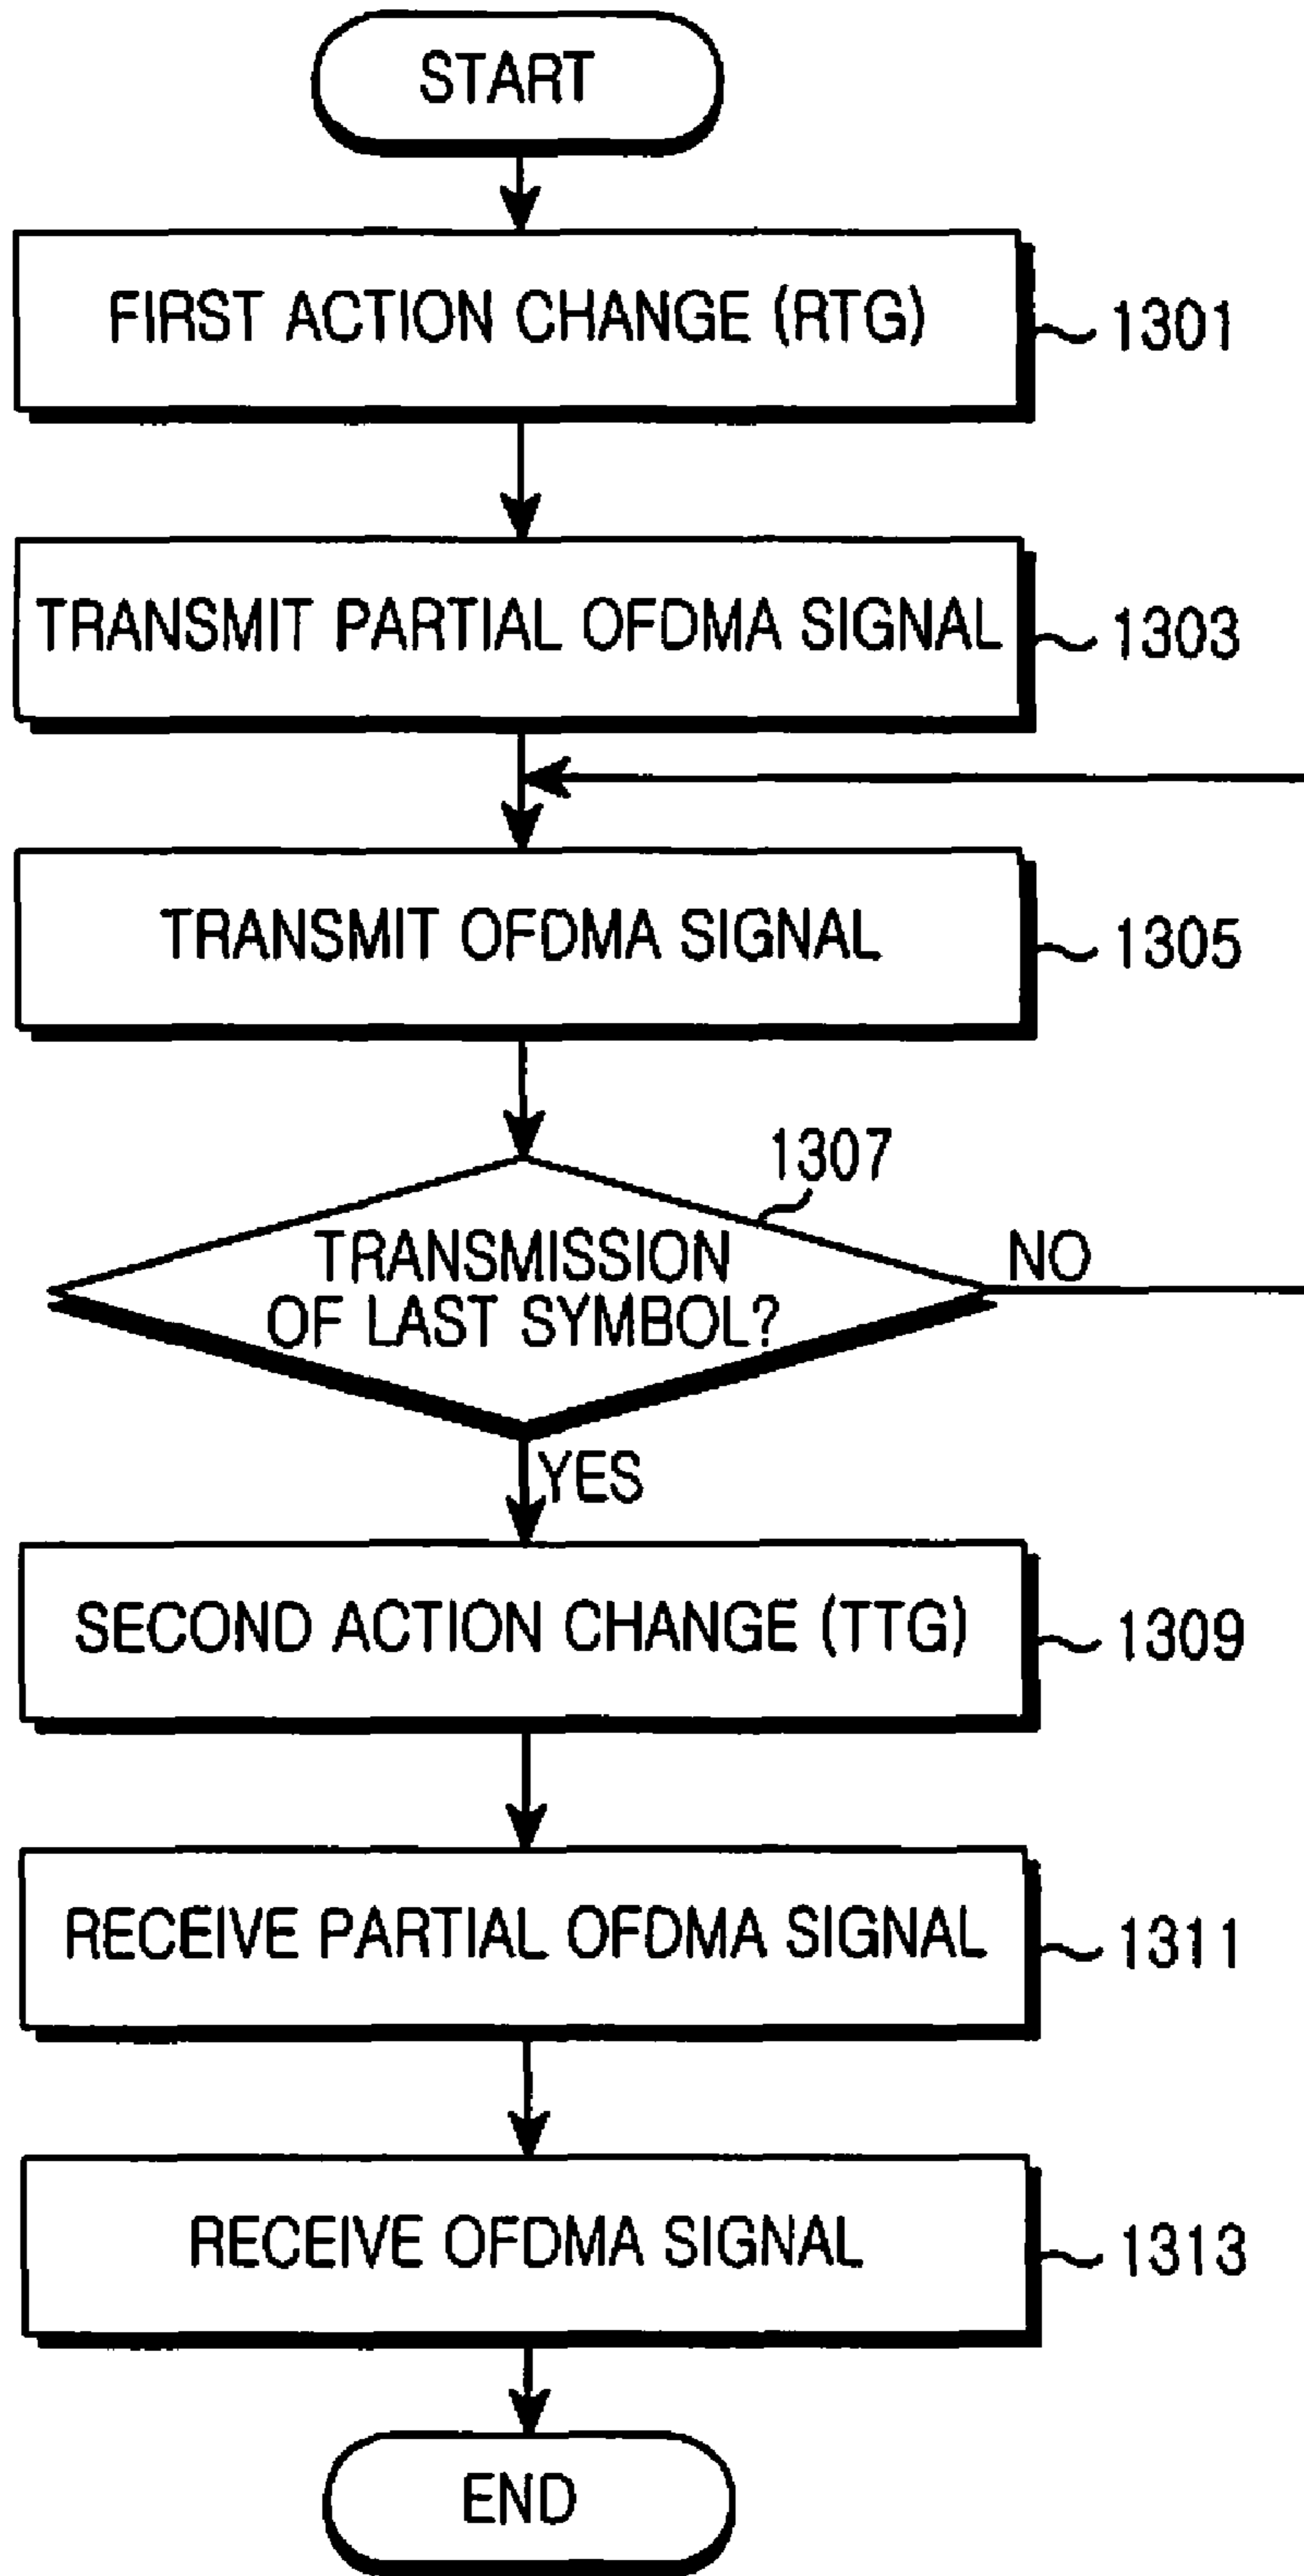 START
FIRST ACTION CHANGE (RTG)
1301
TRANSMIT PARTIAL OFDMA SIGNAL
1303
TRANSMIT OFDMA SIGNAL
1305
1307
TRANSMISSION
OF LAST SYMBOL?
NO
YES
SECOND ACTION CHANGE (TTG)
1309
RECEIVE PARTIAL OFDMA SIGNAL
1311
RECEIVE OFDMA SIGNAL
1313
END